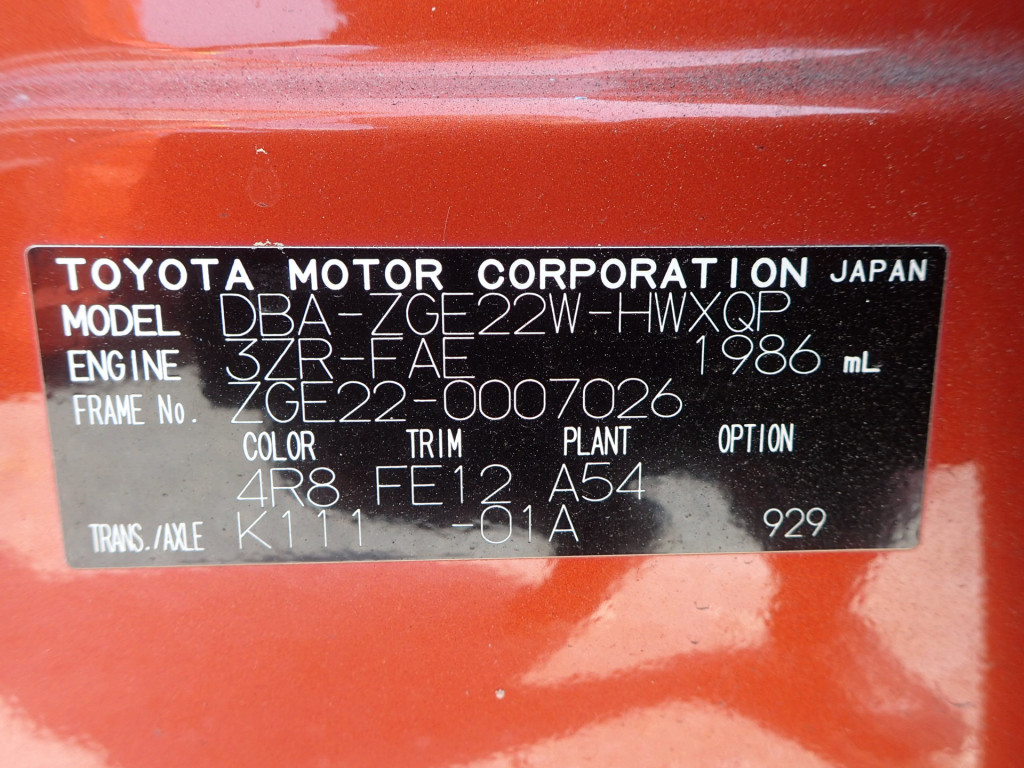 TOYOTA MOTOR CORPORATION JAPAN
MODEL DBA-ZGE22W-HWXQP
ENGINE 3ZR-FAE 1986 mL
FRAME No. ZGE22-0007026
COLOR TRIM PLANT OPTION
4R8 FE12 A54
TRANS./AXLE K111 -01A 929